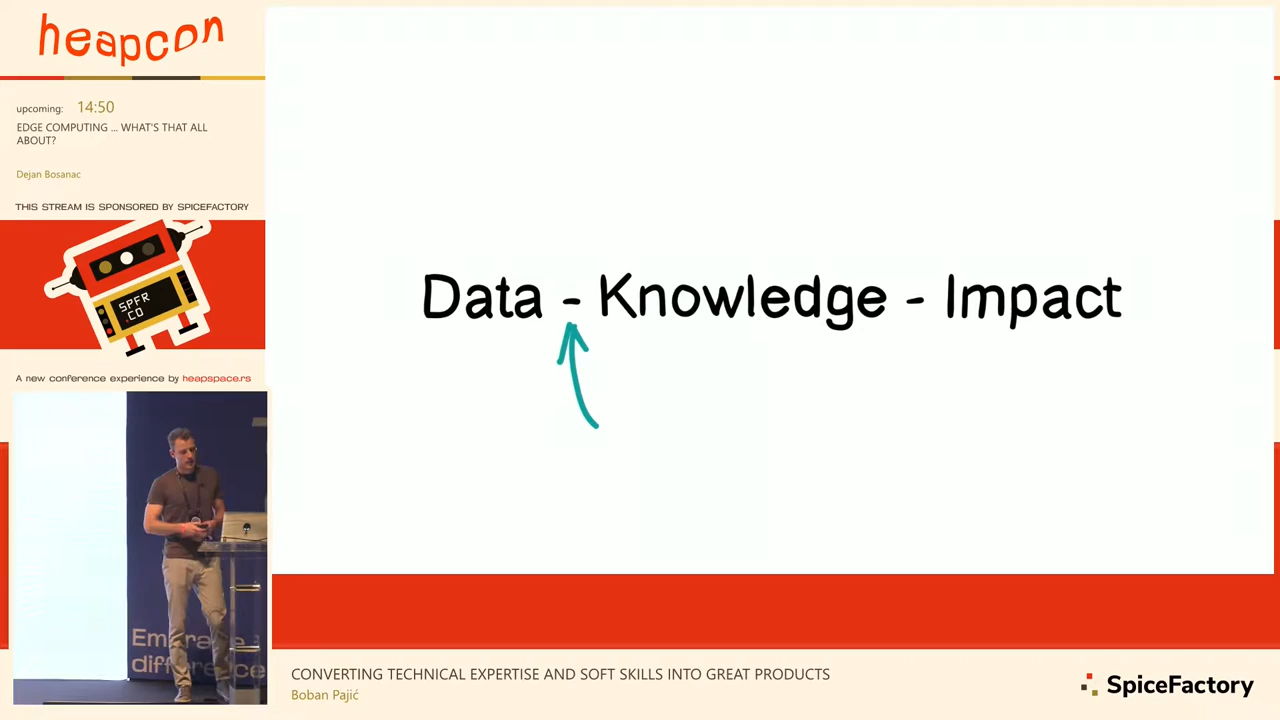 heapcon
upcoming: 14:50
EDGE COMPUTING ... WHAT'S THAT ALL
ABOUT?
Dejan Bosanac
THIS STREAM IS SPONSORED BY SPICEFACTORY
SPFR
.CO
A new conference experience by heapspace.rs
Data - Knowledge - Impact
Embrace
difference
CONVERTING TECHNICAL EXPERTISE AND SOFT SKILLS INTO GREAT PRODUCTS
Boban Pajić
SpiceFactory